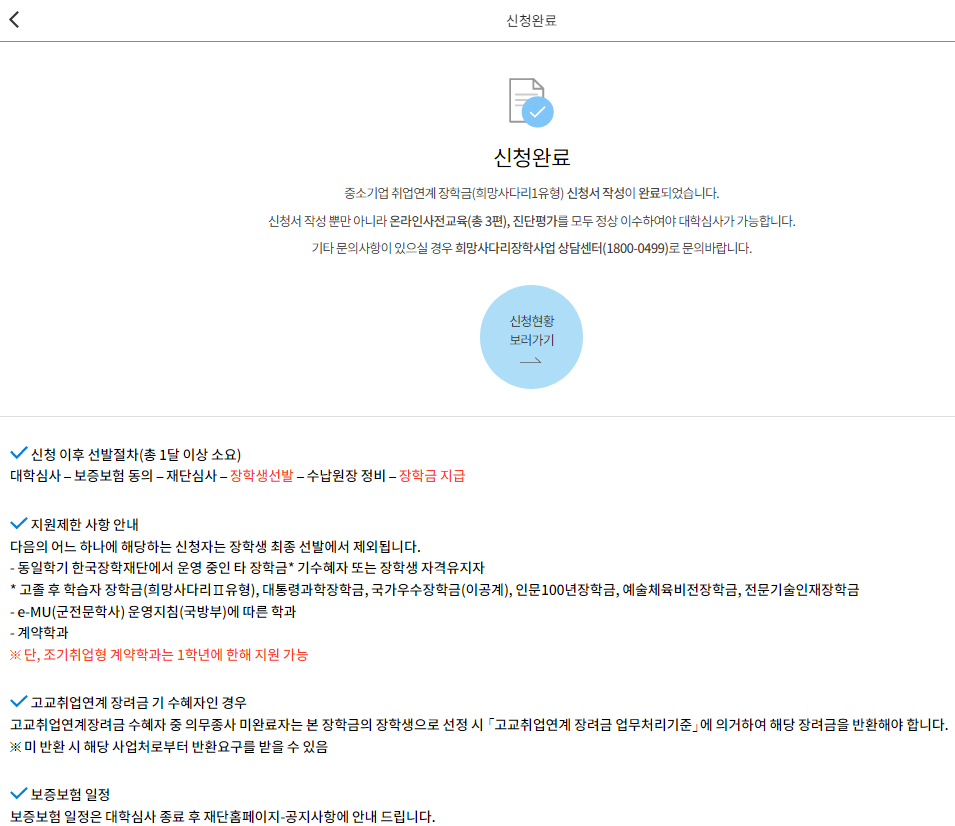 신청완료
신청완료
중소기업 취업연계 장학금(희망사다리1유형) 신청서 작성이 완료되었습니다.
신청서 작성 뿐만 아니라 온라인사전교육(총 3편), 진단평가를 모두 정상 이수하여야 대학심사가 가능합니다.
기타 문의사항이 있으실 경우 희망사다리장학사업 상담센터(1800-0499)로 문의바랍니다.
신청현황
보러가기
신청 이후 선발절차(총 1달 이상 소요)
대학심사 – 보증보험 동의 – 재단심사 – 장학생선발 – 수납원장 정비 – 장학금 지급
지원제한 사항 안내
다음의 어느 하나에 해당하는 신청자는 장학생 최종 선발에서 제외됩니다.
- 동일학기 한국장학재단에서 운영 중인 타 장학금* 기수혜자 또는 장학생 자격유지자
* 고졸 후 학습자 장학금(희망사다리Ⅱ유형), 대통령과학장학금, 국가우수장학금(이공계), 인문100년장학금, 예술체육비전장학금, 전문기술인재장학금
- e-MU(군전문학사) 운영지침(국방부)에 따른 학과
- 계약학과
※ 단, 조기취업형 계약학과는 1학년에 한해 지원 가능
고교취업연계 장려금 기 수혜자인 경우
고교취업연계장려금 수혜자 중 의무종사 미완료자는 본 장학금의 장학생으로 선정 시 「고교취업연계 장려금 업무처리기준」에 의거하여 해당 장려금을 반환해야 합니다.
※ 미 반환 시 해당 사업처로부터 반환요구를 받을 수 있음
보증보험 일정
보증보험 일정은 대학심사 종료 후 재단홈페이지-공지사항에 안내 드립니다.